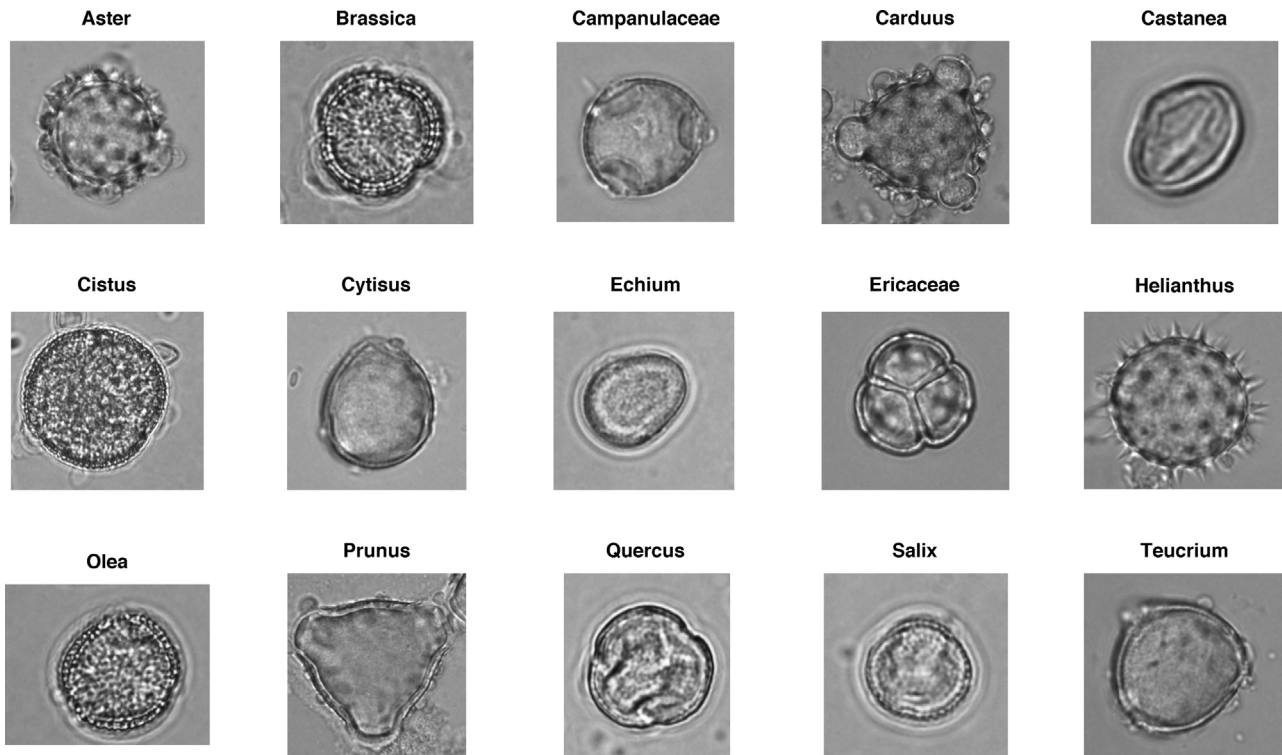 Aster
Brassica
Campanulaceae
Carduus
Castanea
Cistus
Cytisus
Echium
Ericaceae
Helianthus
Olea
Prunus
Quercus
Salix
Teucrium